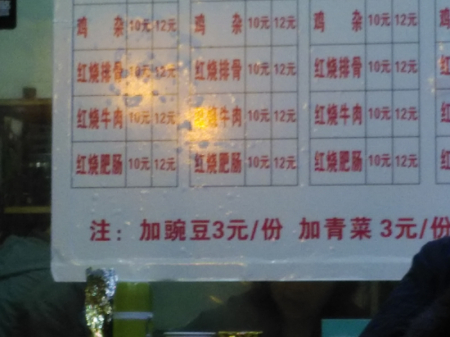 鸡 杂 10元 12元 鸡 杂 10元 12元 鸡 杂 10元 12元
红烧排骨 10元 12元 红烧排骨 10元 12元 红烧排骨 10元 12元
红烧牛肉 10元 12元 红烧牛肉 10元 12元 红烧牛肉 10元 12元
红烧肥肠 10元 12元 红烧肥肠 10元 12元 红烧肥肠 10元 12元
注：加豌豆3元/份 加青菜 3元/份